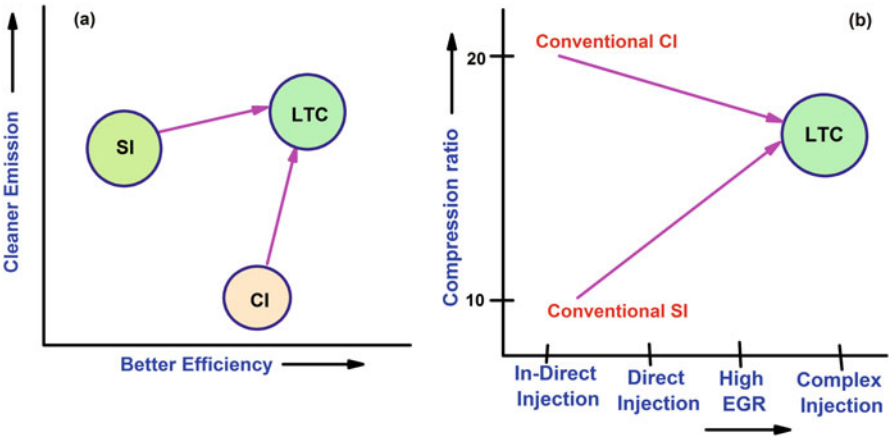 (a)
Cleaner Emission
SI
LTC
CI
Better Efficiency
(b)
Compression ratio
20
10
Conventional CI
LTC
Conventional SI
In-Direct
Injection
Direct
Injection
High
EGR
Complex
Injection